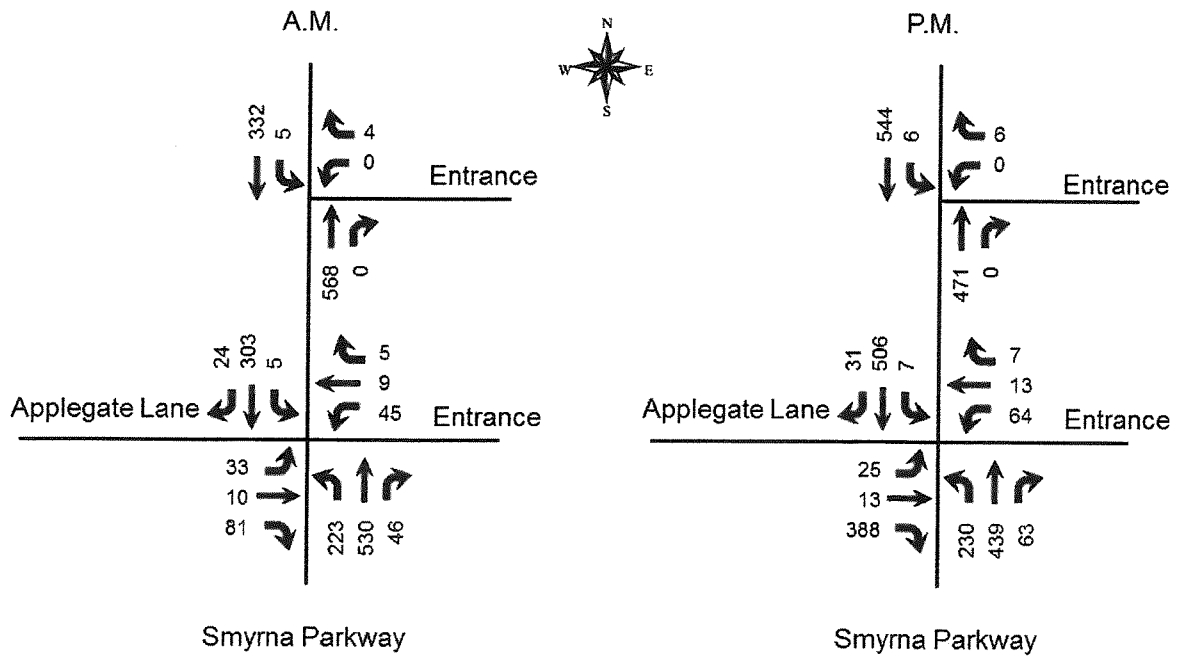 A.M.
N
W E
S
P.M.
332
5
4
0
Entrance
568
0
544
6
6
0
Entrance
471
0
24
303
5
5
9
45
Applegate Lane
Entrance
33
10
81
223
530
46
31
506
7
7
13
64
Applegate Lane
Entrance
25
13
388
230
439
63
Smyrna Parkway
Smyrna Parkway